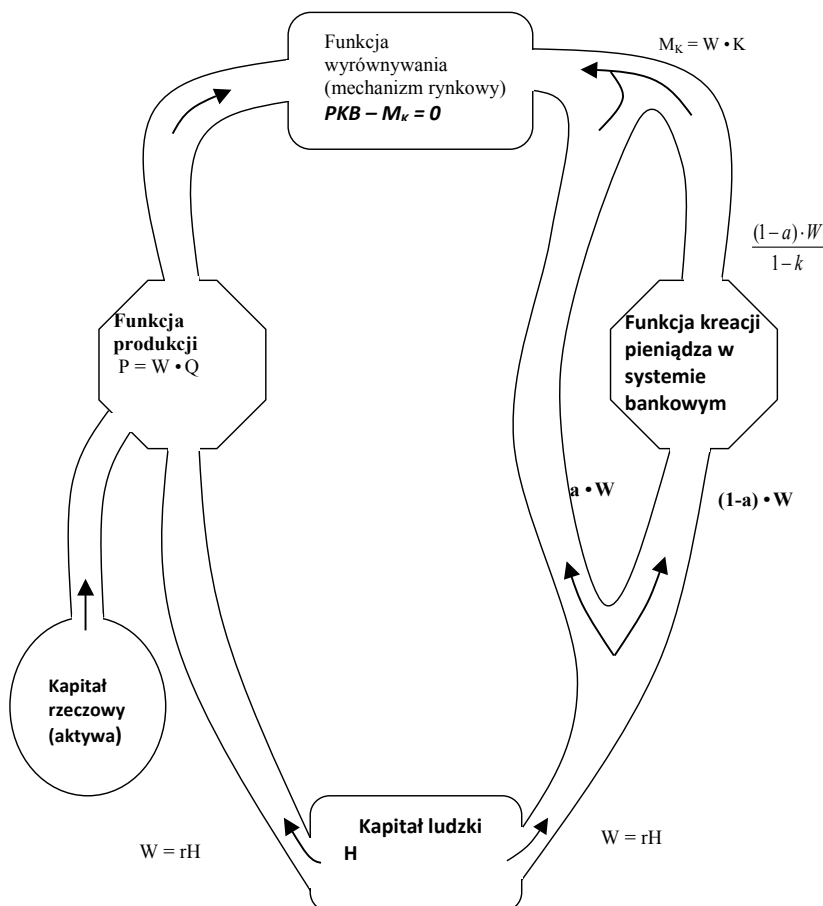 Funkcja
wyrównywania
(mechanizm rynkowy)
PKB – Mₖ = 0
M_K = W • K
(1−a)·W
1−k
Funkcja
produkcji
P = W • Q
Funkcja kreacji
pieniądza w
systemie
bankowym
a • W
(1-a) • W
Kapitał
rzeczowy
(aktywa)
Kapitał ludzki
H
W = rH
W = rH